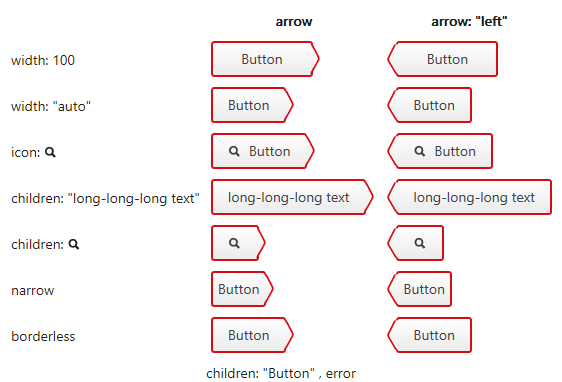 arrow arrow: "left"
width: 100 Button Button
width: "auto" Button Button
icon: Button Button
children: "long-long-long text" long-long-long text long-long-long text
children:
narrow Button Button
borderless Button Button
children: "Button" , error